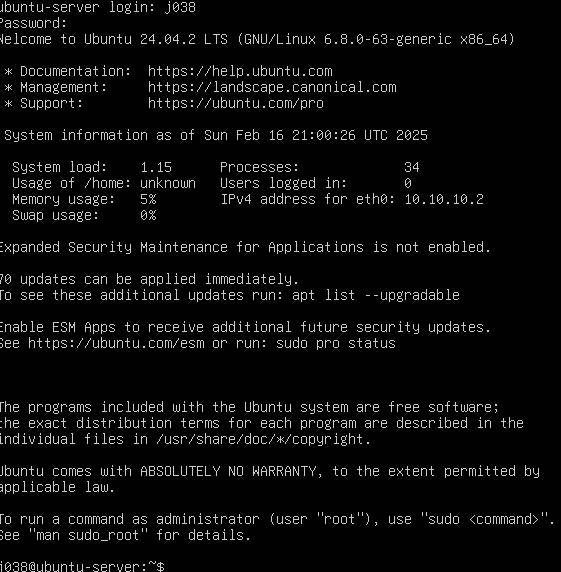 ubuntu-server login: j038
Password:
Welcome to Ubuntu 24.04.2 LTS (GNU/Linux 6.8.0-63-generic x86_64)
* Documentation: https://help.ubuntu.com
* Management: https://landscape.canonical.com
* Support: https://ubuntu.com/pro
System information as of Sun Feb 16 21:00:26 UTC 2025
System load: 1.15 Processes: 34
Usage of /home: unknown Users logged in: 0
Memory usage: 5% IPv4 address for eth0: 10.10.10.2
Swap usage: 0%
Expanded Security Maintenance for Applications is not enabled.
70 updates can be applied immediately.
To see these additional updates run: apt list --upgradable
Enable ESM Apps to receive additional future security updates.
See https://ubuntu.com/esm or run: sudo pro status
The programs included with the Ubuntu system are free software;
the exact distribution terms for each program are described in the
individual files in /usr/share/doc/*/copyright.
Ubuntu comes with ABSOLUTELY NO WARRANTY, to the extent permitted by
applicable law.
To run a command as administrator (user "root"), use "sudo <command>".
See "man sudo_root" for details.
j038@ubuntu-server:~$